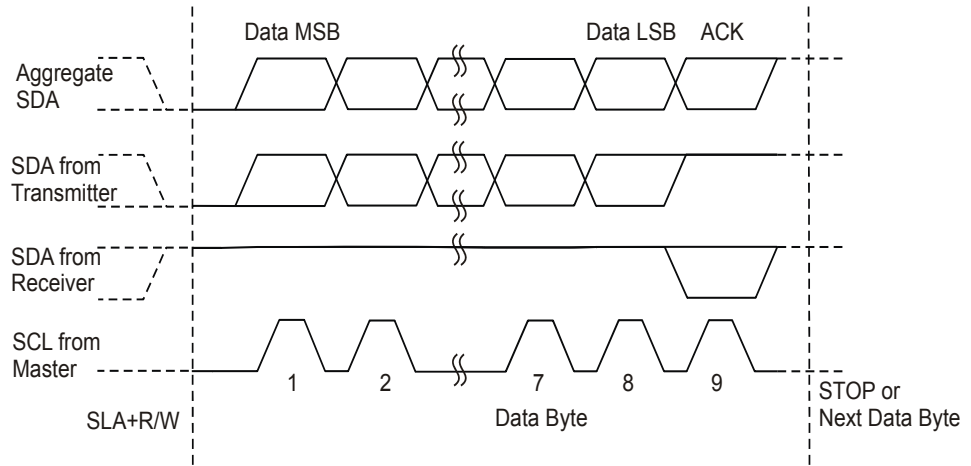 Data MSB
Data LSB
ACK
Aggregate
SDA
SDA from
Transmitter
SDA from
Receiver
SCL from
Master
1
2
7
8
9
SLA+R/W
Data Byte
STOP or
Next Data Byte